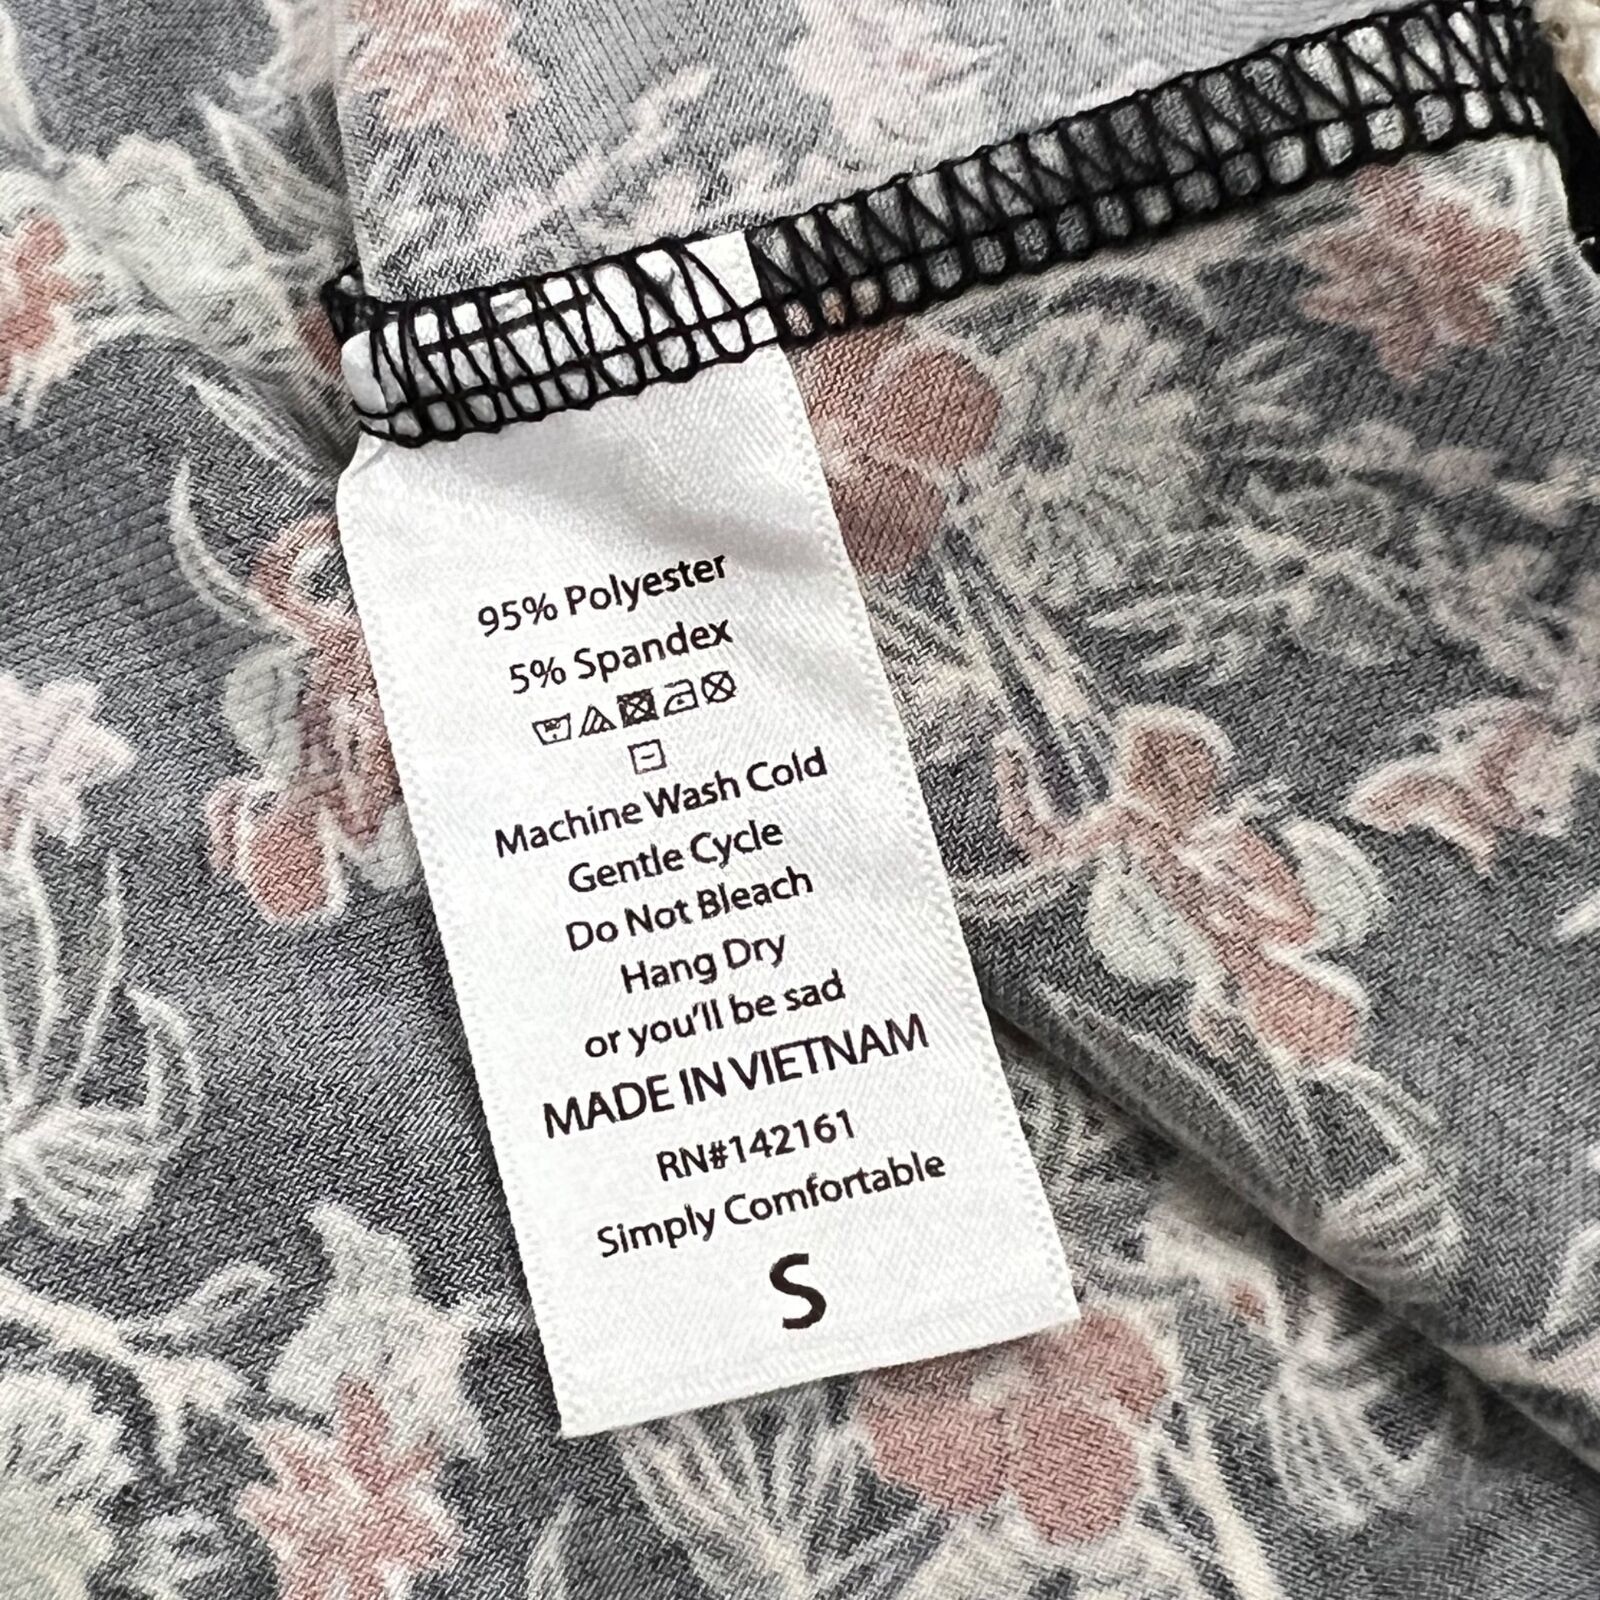 95% Polyester
5% Spandex
Machine Wash Cold
Gentle Cycle
Do Not Bleach
Hang Dry
or you'll be sad
MADE IN VIETNAM
RN#142161
Simply Comfortable
S